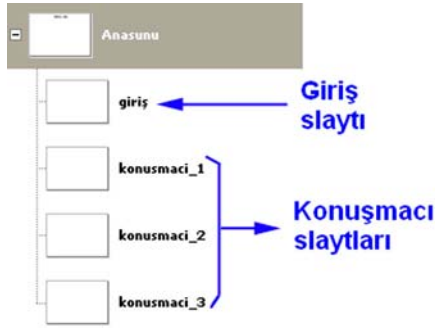 Anasunu
giriş
Giriş
slaytı
konusmaci_1
konusmaci_2
Konuşmacı
slaytları
konusmaci_3